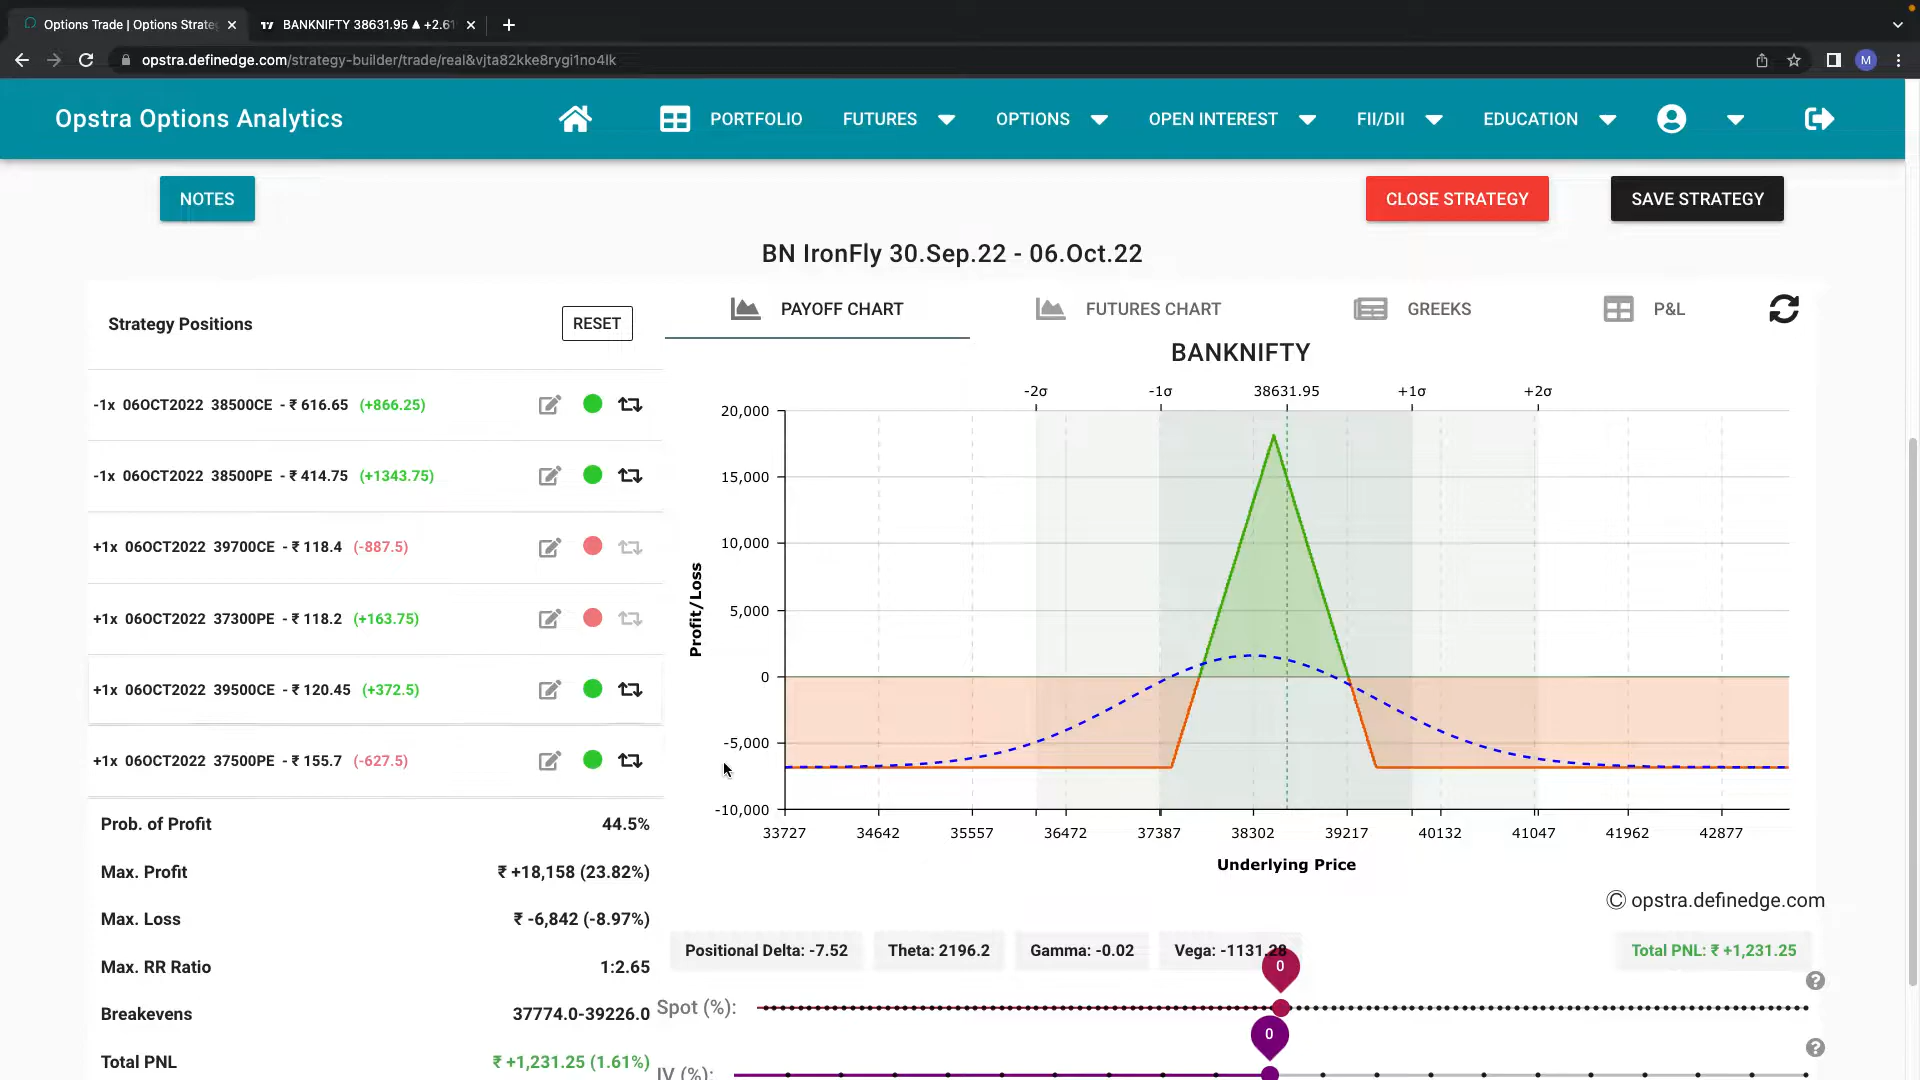 Options Trade | Options Strate
BANKNIFTY 38631.95 ▲ +2.61
opstra.definedge.com/strategy-builder/trade/real&vjta82kke8rygi1no4lk
M
Opstra Options Analytics
PORTFOLIO
FUTURES
OPTIONS
OPEN INTEREST
FII/DII
EDUCATION
NOTES
CLOSE STRATEGY
SAVE STRATEGY
BN IronFly 30.Sep.22 - 06.Oct.22
Strategy Positions
RESET
-1x 06OCT2022 38500CE - ₹ 616.65 (+866.25)
-1x 06OCT2022 38500PE - ₹ 414.75 (+1343.75)
+1x 06OCT2022 39700CE - ₹ 118.4 (-887.5)
+1x 06OCT2022 37300PE - ₹ 118.2 (+163.75)
+1x 06OCT2022 39500CE - ₹ 120.45 (+372.5)
+1x 06OCT2022 37500PE - ₹ 155.7 (-627.5)
Prob. of Profit 44.5%
Max. Profit ₹ +18,158 (23.82%)
Max. Loss ₹ -6,842 (-8.97%)
Max. RR Ratio 1:2.65
Breakevens 37774.0-39226.0
Total PNL ₹ +1,231.25 (1.61%)
PAYOFF CHART
FUTURES CHART
GREEKS
P&L
BANKNIFTY
-2σ -1σ 38631.95 +1σ +2σ
20,000
15,000
10,000
5,000
0
-5,000
-10,000
Profit/Loss
33727 34642 35557 36472 37387 38302 39217 40132 41047 41962 42877
Underlying Price
© opstra.definedge.com
Positional Delta: -7.52
Theta: 2196.2
Gamma: -0.02
Vega: -1131.28
Total PNL: ₹ +1,231.25
0
?
Spot (%):
0
?
IV (%):